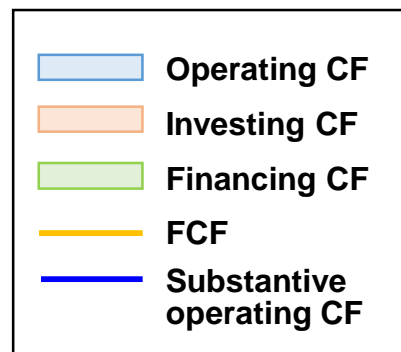 Operating CF
Investing CF
Financing CF
FCF
Substantive
operating CF